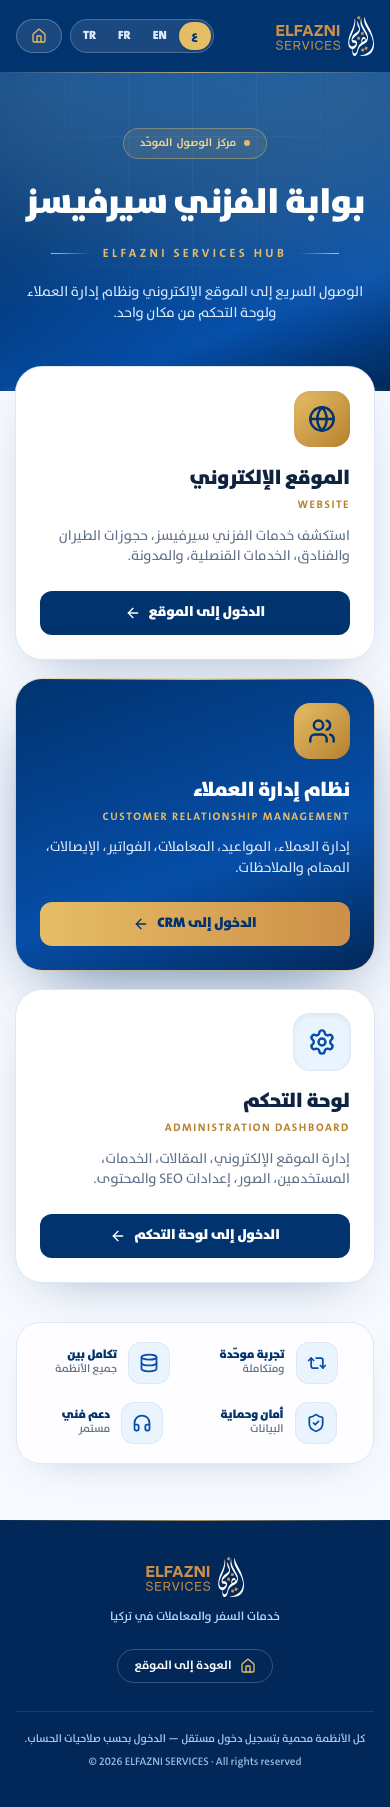 ELFAZNI
SERVICES
ع EN FR TR
مركز الوصول الموحّد
بوابة الفزني سيرفيسز
ELFAZNI SERVICES HUB
الوصول السريع إلى الموقع الإلكتروني ونظام إدارة العملاء
ولوحة التحكم من مكان واحد.
الموقع الإلكتروني
WEBSITE
استكشف خدمات الفزني سيرفيسز، حجوزات الطيران
والفنادق، الخدمات القنصلية، والمدونة.
الدخول إلى الموقع ←
نظام إدارة العملاء
CUSTOMER RELATIONSHIP MANAGEMENT
إدارة العملاء، المواعيد، المعاملات، الفواتير، الإيصالات،
المهام والملاحظات.
الدخول إلى CRM ←
لوحة التحكم
ADMINISTRATION DASHBOARD
إدارة الموقع الإلكتروني، المقالات، الخدمات،
المستخدمين، الصور، إعدادات SEO والمحتوى.
الدخول إلى لوحة التحكم ←
تجربة موحّدة
ومتكاملة
تكامل بين
جميع الأنظمة
أمان وحماية
البيانات
دعم فني
مستمر
ELFAZNI
SERVICES
خدمات السفر والمعاملات في تركيا
العودة إلى الموقع
كل الأنظمة محمية بتسجيل دخول مستقل — الدخول بحسب صلاحيات الحساب.
© 2026 ELFAZNI SERVICES · All rights reserved